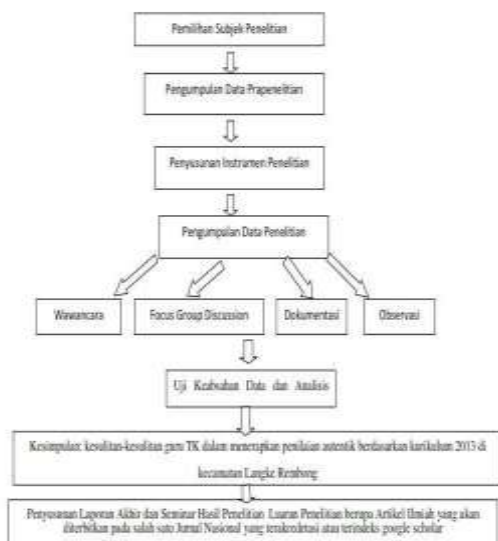 Pemilihan Subjek Penelitian
Pengumpulan Data Prapenelitian
Penyusunan Instrumen Penelitian
Pengumpulan Data Penelitian
Wawancara
Focus Group Discussion
Dokumentasi
Observasi
Uji Keabsahan Data dan Analisis
Kesimpulan: kesulitan-kesulitan guru TK dalam menerapkan penilaian autentik berdasarkan kurikulum 2013 di
kecamatan Langke Rembong
Penyusunan Laporan Akhir dan Seminar Hasil Penelitian Luaran Penelitian berupa Artikel Ilmiah yang akan
diterbitkan pada salah satu Jurnal Nasional yang terakreditasi atau terindeks google scholar